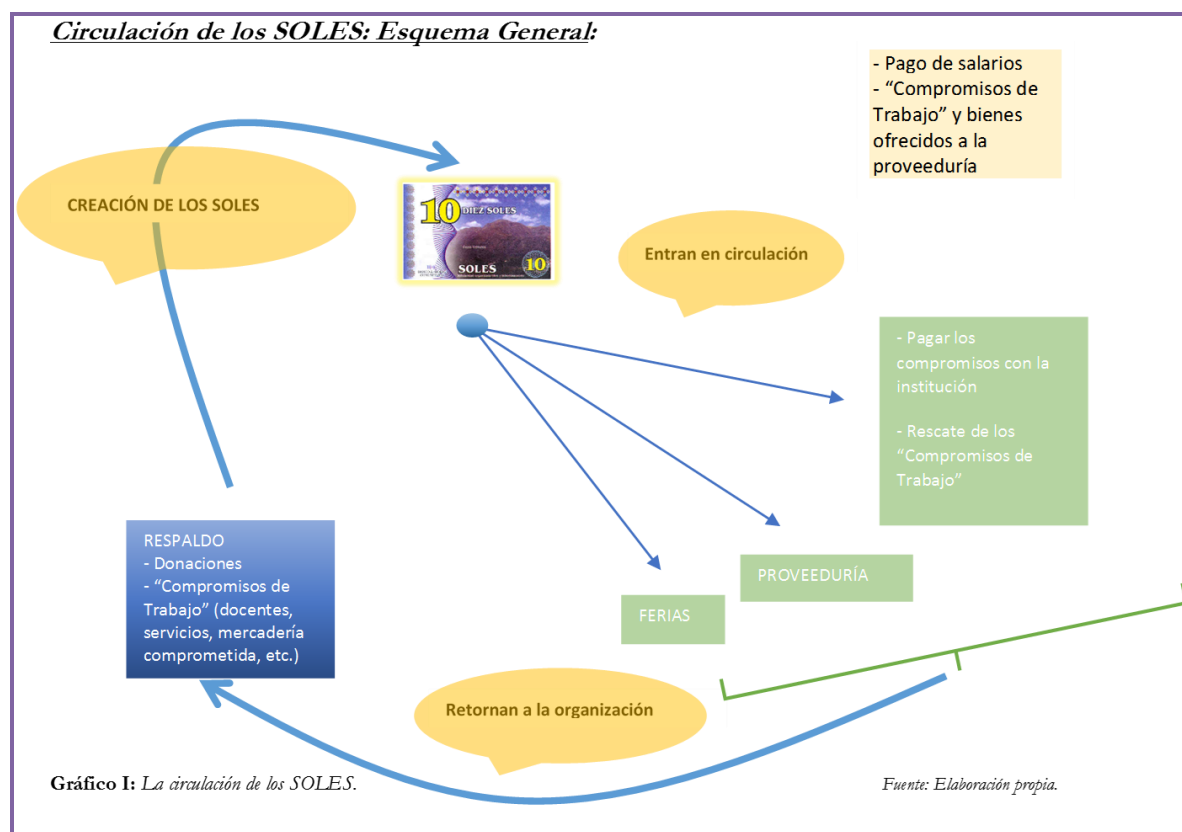 Circulación de los SOLES: Esquema General:
- Pago de salarios
- “Compromisos de
Trabajo” y bienes
ofrecidos a la
proveeduría
CREACIÓN DE LOS SOLES
10
DIEZ SOLES
SOLES
10
Entran en circulación
- Pagar los
compromisos con la
institución
- Rescate de los
“Compromisos de
Trabajo”
RESPALDO
- Donaciones
- “Compromisos de
Trabajo” (docentes,
servicios, mercadería
comprometida, etc.)
PROVEEDURÍA
FERIAS
Retornan a la organización
Gráfico I: La circulación de los SOLES.
Fuente: Elaboración propia.